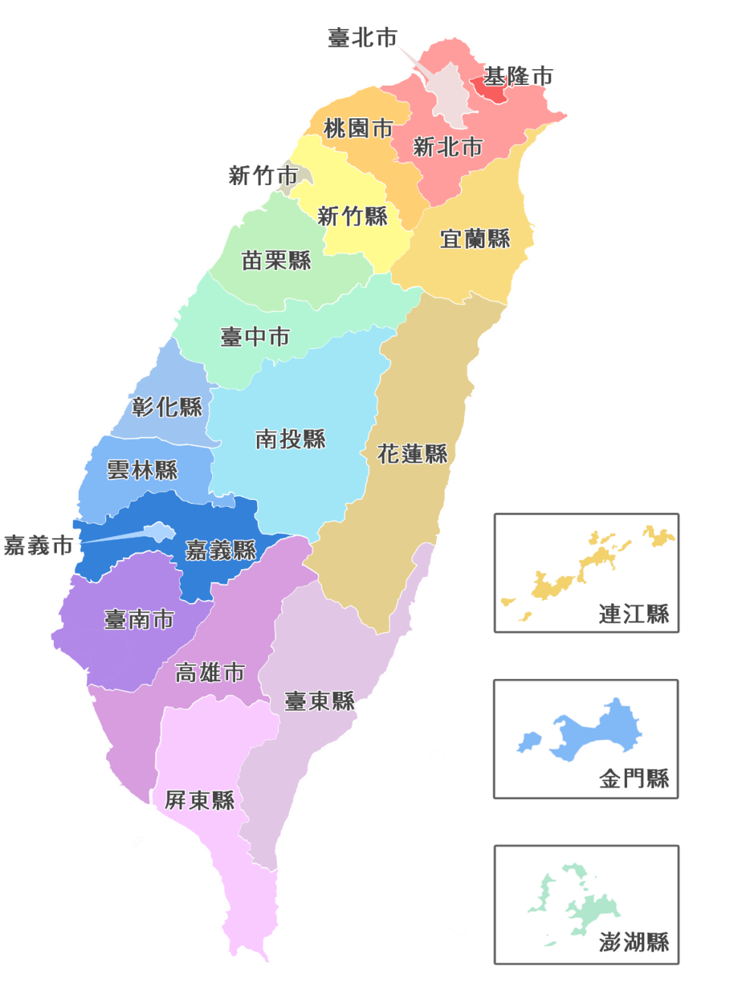 臺北市
基隆市
桃園市
新北市
新竹市
新竹縣
宜蘭縣
苗栗縣
臺中市
彰化縣
南投縣
花蓮縣
雲林縣
嘉義市
嘉義縣
臺南市
高雄市
臺東縣
屏東縣
連江縣
金門縣
澎湖縣